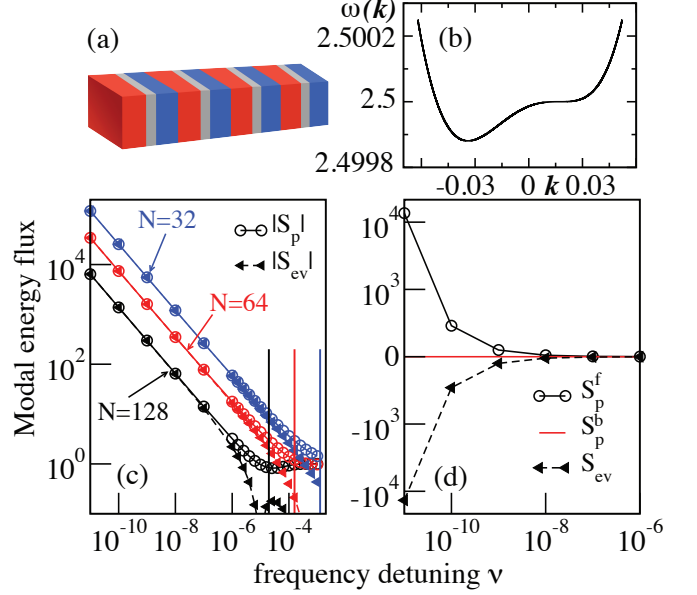 (a)
ω(k)
(b)
2.5002
2.5
2.4998
-0.03 0 k 0.03
Modal energy flux
10^4
10^2
10^0
N=32
N=64
N=128
|S_p|
|S_ev|
(c)
10^-10 10^-8 10^-6 10^-4
10^4
10^3
0
-10^3
-10^4
(d)
S_p^f
S_p^b
S_ev
10^-10 10^-8 10^-6
frequency detuning ν